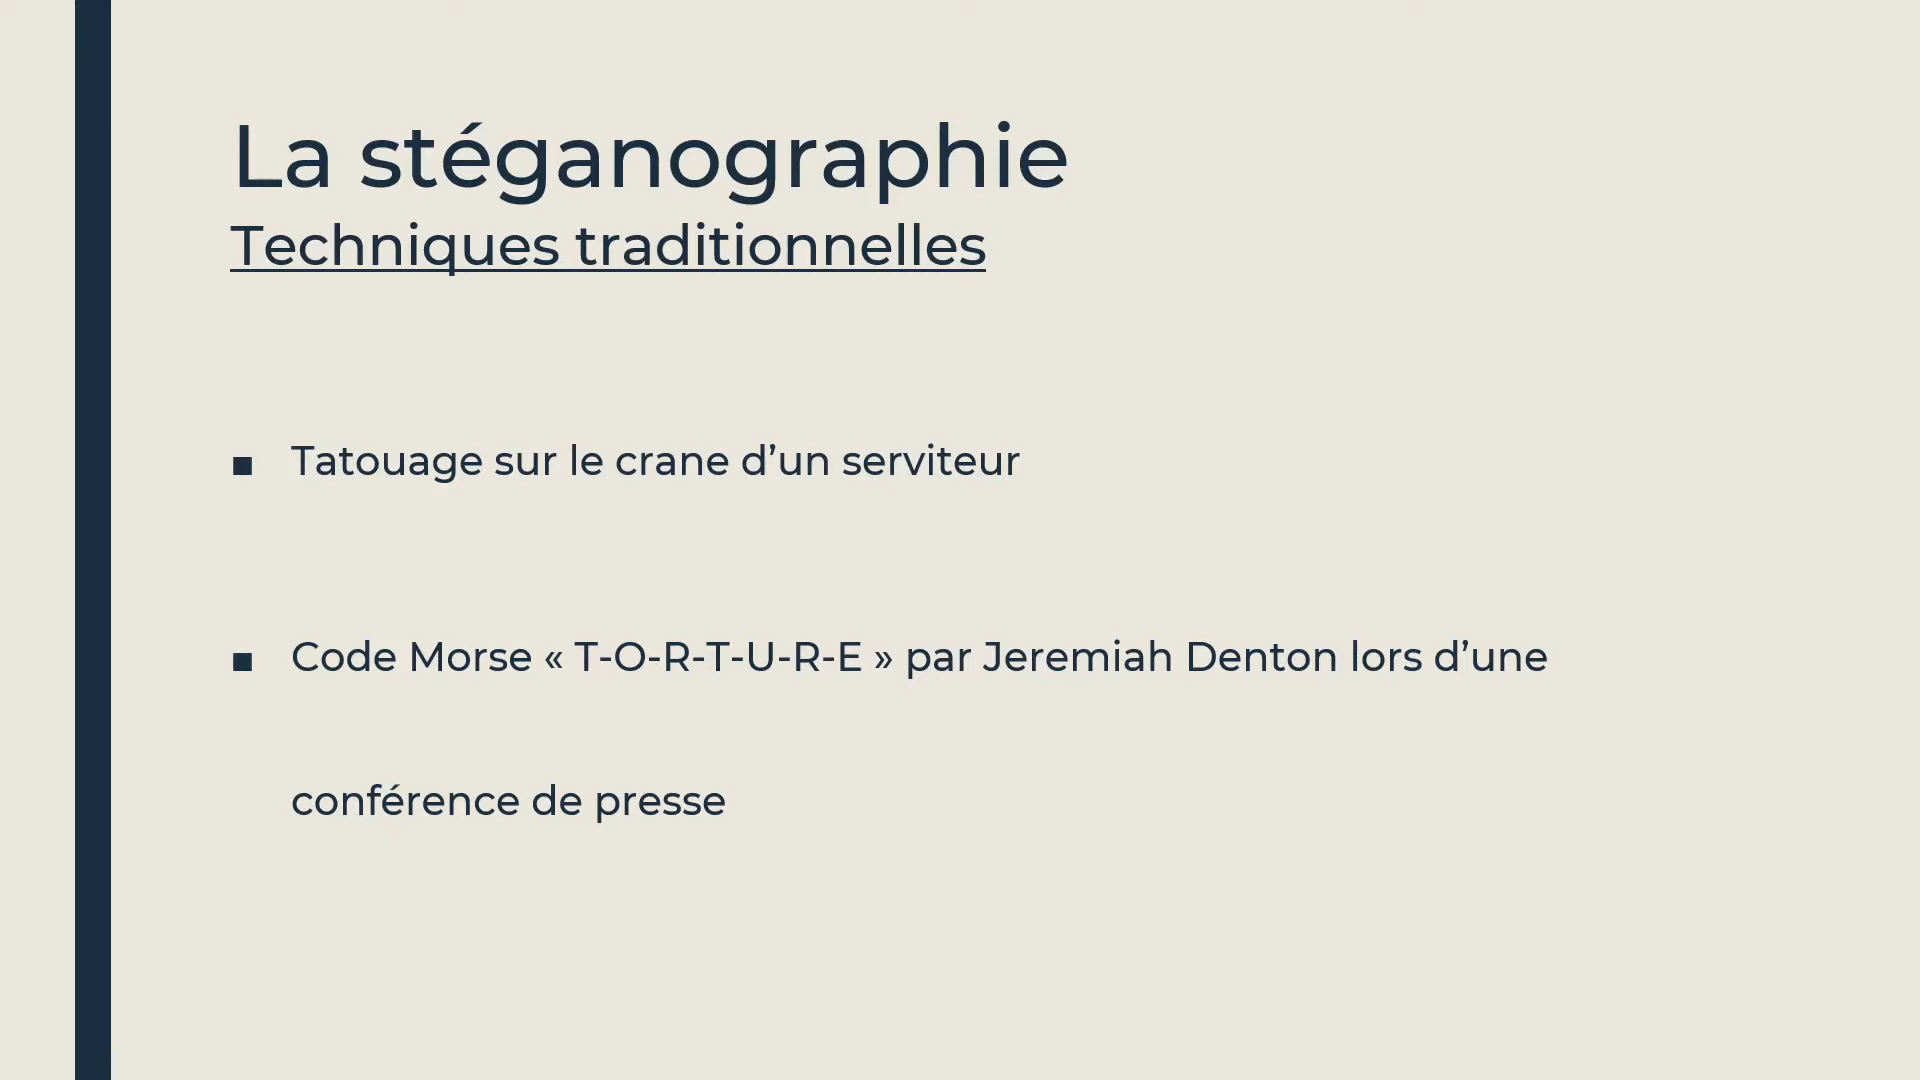 La stéganographie
Techniques traditionnelles
▪ Tatouage sur le crane d’un serviteur
▪ Code Morse « T-O-R-T-U-R-E » par Jeremiah Denton lors d’une
conférence de presse